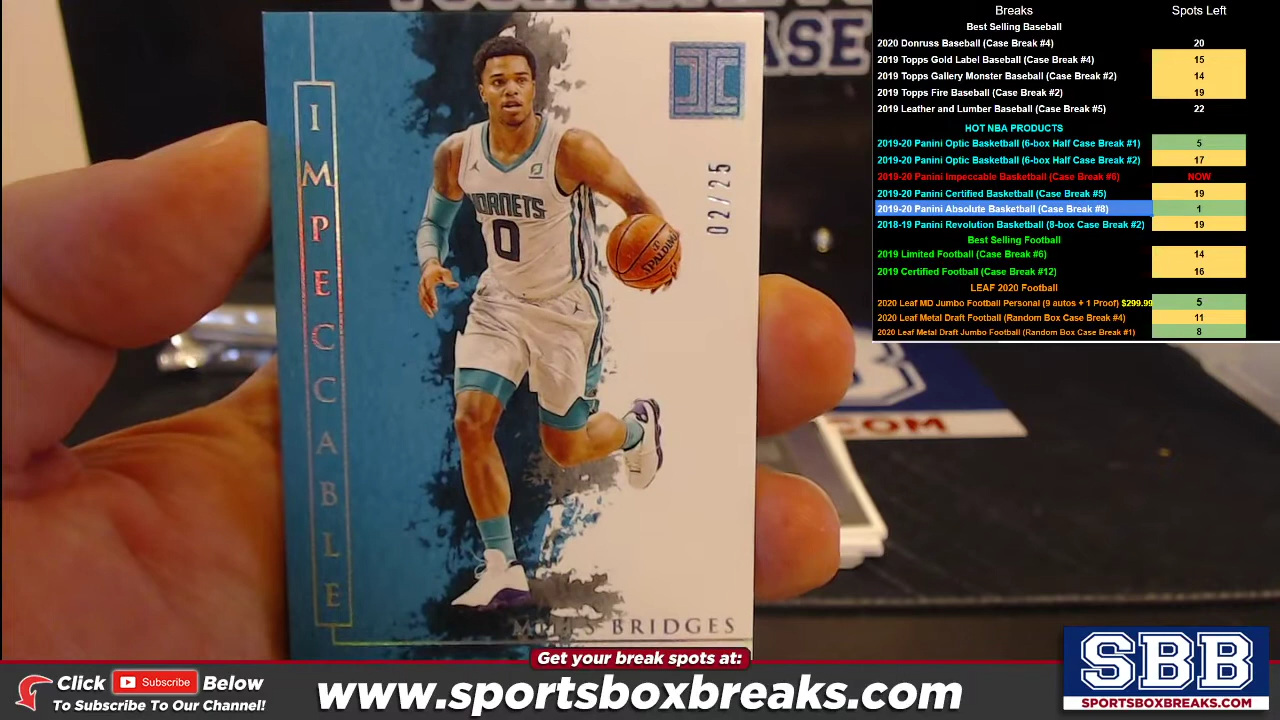 IMPECCABLE
02/25
HORNETS
0
SPALDING
BRIDGES
ASE
.COM
Breaks Spots Left
Best Selling Baseball
2020 Donruss Baseball (Case Break #4) 20
2019 Topps Gold Label Baseball (Case Break #4) 15
2019 Topps Gallery Monster Baseball (Case Break #2) 14
2019 Topps Fire Baseball (Case Break #2) 19
2019 Leather and Lumber Baseball (Case Break #5) 22
HOT NBA PRODUCTS
2019-20 Panini Optic Basketball (6-box Half Case Break #1) 5
2019-20 Panini Optic Basketball (6-box Half Case Break #2) 17
2019-20 Panini Impeccable Basketball (Case Break #6) NOW
2019-20 Panini Certified Basketball (Case Break #5) 19
2019-20 Panini Absolute Basketball (Case Break #8) 1
2018-19 Panini Revolution Basketball (8-box Case Break #2) 19
Best Selling Football
2019 Limited Football (Case Break #6) 14
2019 Certified Football (Case Break #12) 16
LEAF 2020 Football
2020 Leaf MD Jumbo Football Personal (9 autos + 1 Proof) $299.99 5
2020 Leaf Metal Draft Football (Random Box Case Break #4) 11
2020 Leaf Metal Draft Jumbo Football (Random Box Case Break #1) 8
Get your break spots at:
Click Subscribe Below
To Subscribe To Our Channel!
www.sportsboxbreaks.com
SBB
SPORTSBOXBREAKS.COM